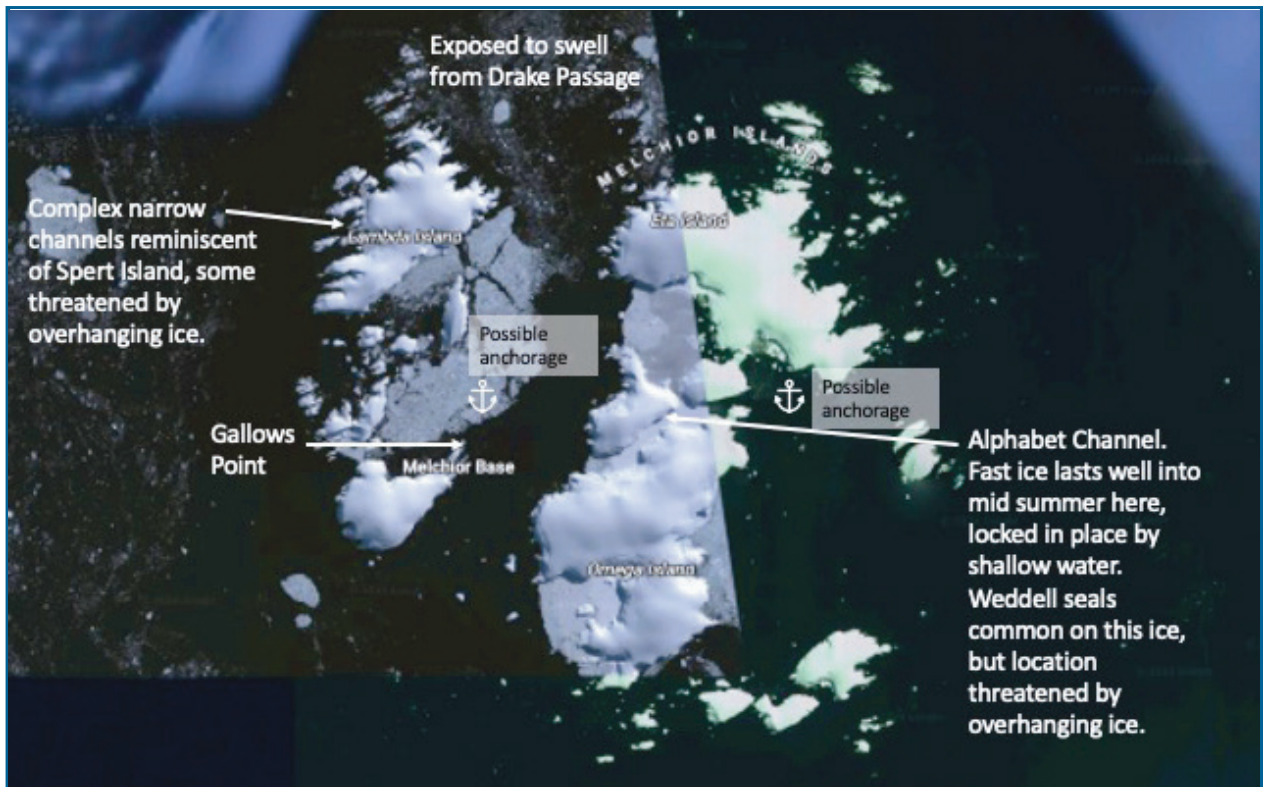 Exposed to swell
from Drake Passage
MELCHIOR ISLANDS
Complex narrow
channels reminiscent
of Spert Island, some
threatened by
overhanging ice.
Lambda Island
Eta Island
Possible
anchorage
Possible
anchorage
Gallows
Point
Melchior Base
Alphabet Channel.
Fast ice lasts well into
mid summer here,
locked in place by
shallow water.
Weddell seals
common on this ice,
but location
threatened by
overhanging ice.
Omega Island